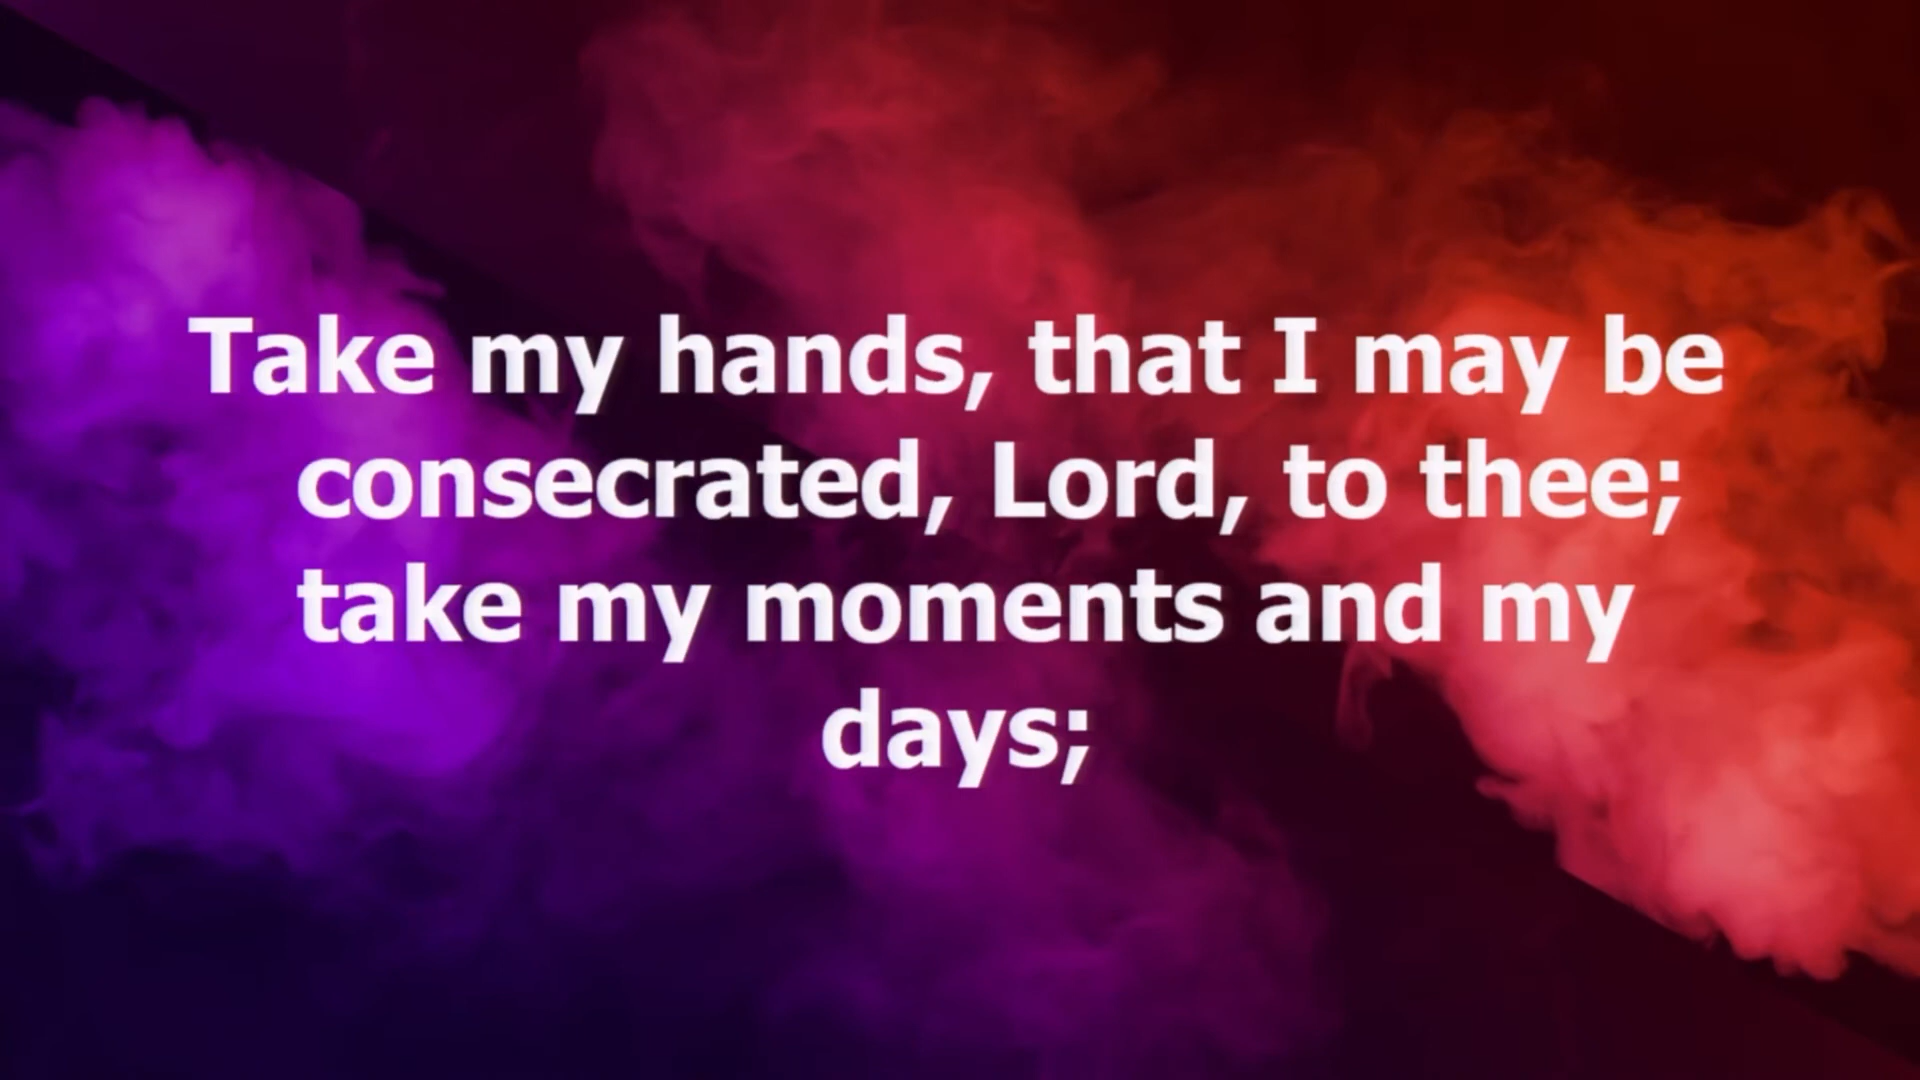 Take my hands, that I may be
consecrated, Lord, to thee;
take my moments and my
days;